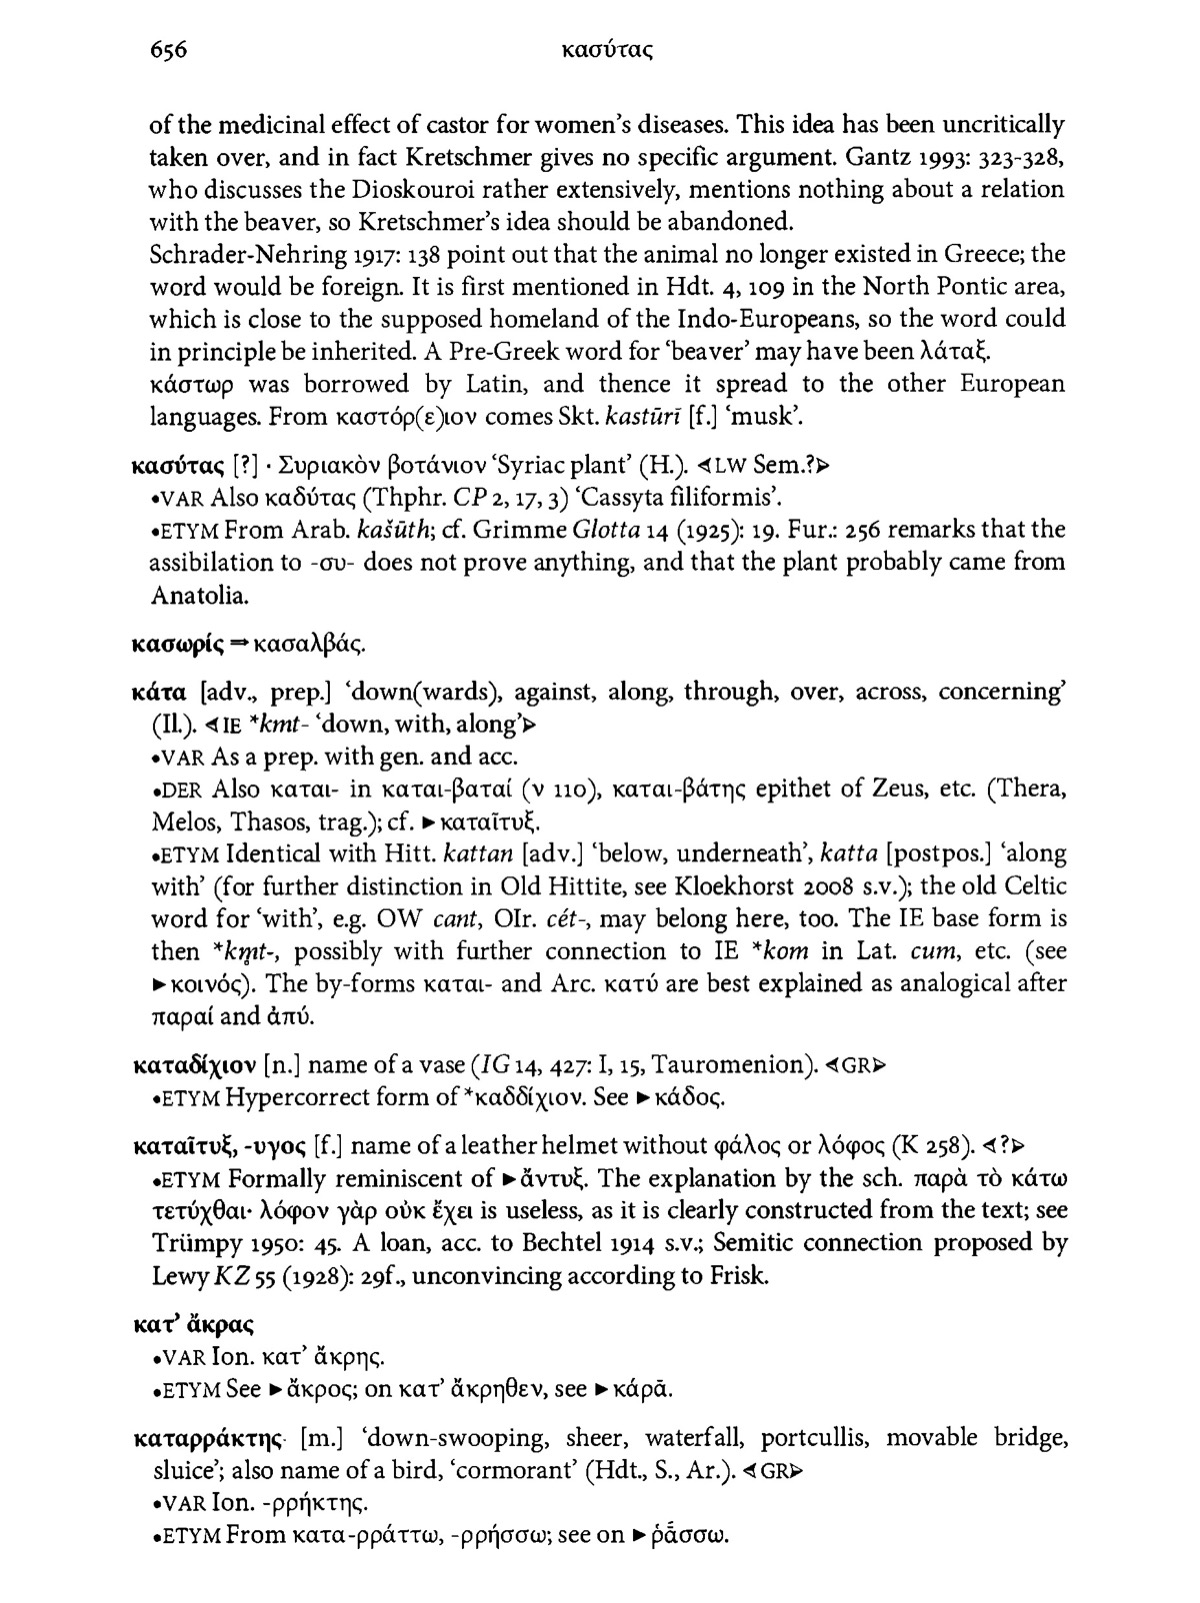 656
κασύτας
of the medicinal effect of castor for women's diseases. This idea has been uncritically
taken over, and in fact Kretschmer gives no specific argument. Gantz 1993: 323-328,
who discusses the Dioskouroi rather extensively, mentions nothing about a relation
with the beaver, so Kretschmer's idea should be abandoned.
Schrader-Nehring 1917: 138 point out that the animal no longer existed in Greece; the
word would be foreign. It is first mentioned in Hdt. 4, 109 in the North Pontic area,
which is close to the supposed homeland of the Indo-Europeans, so the word could
in principle be inherited. A Pre-Greek word for 'beaver' may have been λάταξ.
κάστωρ was borrowed by Latin, and thence it spread to the other European
languages. From καστόρ(ε)ιον comes Skt. kastūrī [f.] 'musk'.
κασύτας [?] · Συριακὸν βοτάνιον 'Syriac plant' (H.). ⋖LW Sem.?⋗
•VAR Also καδύτας (Thphr. CP 2, 17, 3) 'Cassyta filiformis'.
•ETYM From Arab. kašūth; cf. Grimme Glotta 14 (1925): 19. Fur.: 256 remarks that the
assibilation to -συ- does not prove anything, and that the plant probably came from
Anatolia.
κασωρίς ⇒ κασαλβάς.
κάτα [adv., prep.] 'down(wards), against, along, through, over, across, concerning'
(Il.). ⋖IE *kmt- 'down, with, along'⋗
•VAR As a prep. with gen. and acc.
•DER Also καται- in καται-βαταί (ν 110), καται-βάτης epithet of Zeus, etc. (Thera,
Melos, Thasos, trag.); cf. ►καταῖτυξ.
•ETYM Identical with Hitt. kattan [adv.] 'below, underneath', katta [postpos.] 'along
with' (for further distinction in Old Hittite, see Kloekhorst 2008 s.v.); the old Celtic
word for 'with', e.g. OW cant, OIr. cét-, may belong here, too. The IE base form is
then *km̥t-, possibly with further connection to IE *kom in Lat. cum, etc. (see
►κοινός). The by-forms καται- and Arc. κατύ are best explained as analogical after
παραί and ἀπύ.
καταδίχιον [n.] name of a vase (IG 14, 427: I, 15, Tauromenion). ⋖GR⋗
•ETYM Hypercorrect form of *καδδίχιον. See ►κάδος.
καταῖτυξ, -υγος [f.] name of a leather helmet without φάλος or λόφος (Κ 258). ⋖?⋗
•ETYM Formally reminiscent of ►ἄντυξ. The explanation by the sch. παρὰ τὸ κάτω
τετύχθαι· λόφον γὰρ οὐκ ἔχει is useless, as it is clearly constructed from the text; see
Trümpy 1950: 45. A loan, acc. to Bechtel 1914 s.v.; Semitic connection proposed by
Lewy KZ 55 (1928): 29f., unconvincing according to Frisk.
κατ' ἄκρας
•VAR Ion. κατ' ἄκρης.
•ETYM See ►ἄκρος; on κατ' ἄκρηθεν, see ►κάρᾱ.
καταρράκτης [m.] 'down-swooping, sheer, waterfall, portcullis, movable bridge,
sluice'; also name of a bird, 'cormorant' (Hdt., S., Ar.). ⋖GR⋗
•VAR Ion. -ρρήκτης.
•ETYM From κατα-ρράττω, -ρρήσσω; see on ►ῥᾱ́σσω.